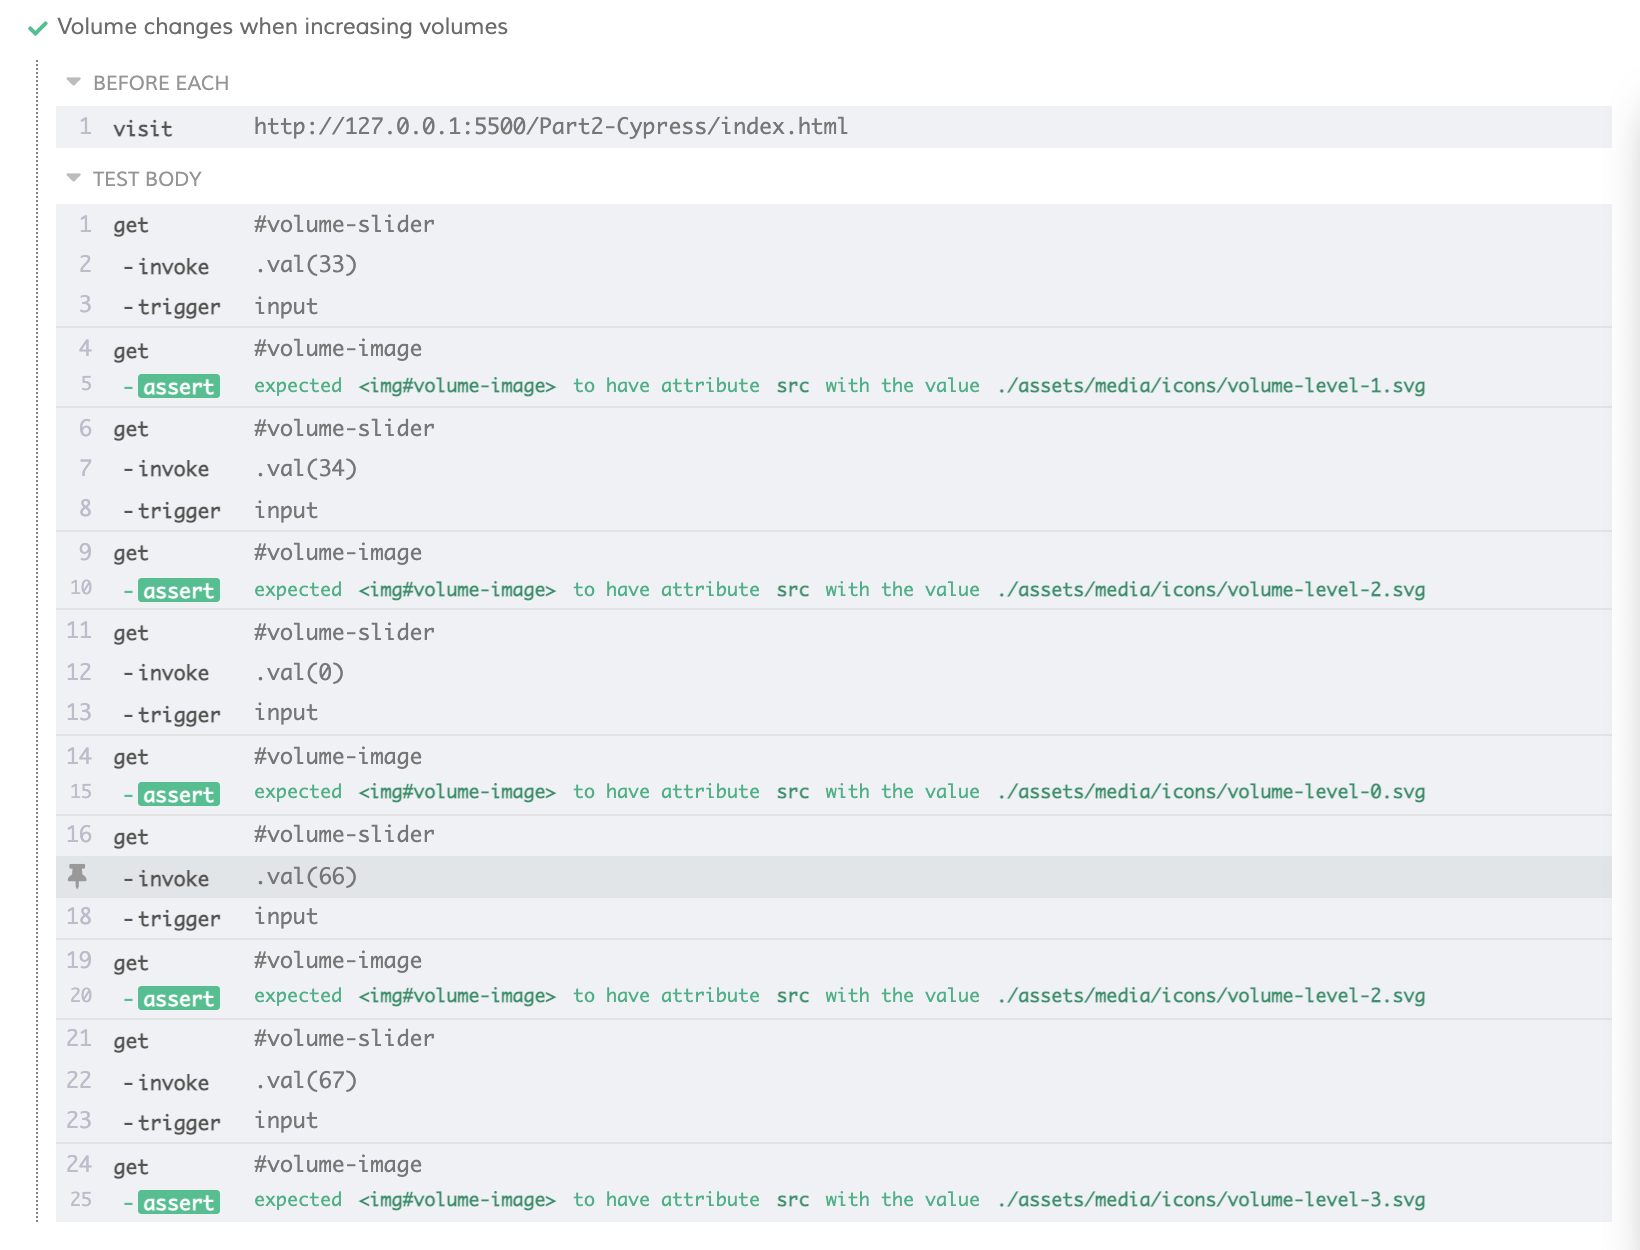 Volume changes when increasing volumes
BEFORE EACH
1 visit http://127.0.0.1:5500/Part2-Cypress/index.html
TEST BODY
1 get #volume-slider
2 -invoke .val(33)
3 -trigger input
4 get #volume-image
5 -assert expected <img#volume-image> to have attribute src with the value ./assets/media/icons/volume-level-1.svg
6 get #volume-slider
7 -invoke .val(34)
8 -trigger input
9 get #volume-image
10 -assert expected <img#volume-image> to have attribute src with the value ./assets/media/icons/volume-level-2.svg
11 get #volume-slider
12 -invoke .val(0)
13 -trigger input
14 get #volume-image
15 -assert expected <img#volume-image> to have attribute src with the value ./assets/media/icons/volume-level-0.svg
16 get #volume-slider
-invoke .val(66)
18 -trigger input
19 get #volume-image
20 -assert expected <img#volume-image> to have attribute src with the value ./assets/media/icons/volume-level-2.svg
21 get #volume-slider
22 -invoke .val(67)
23 -trigger input
24 get #volume-image
25 -assert expected <img#volume-image> to have attribute src with the value ./assets/media/icons/volume-level-3.svg